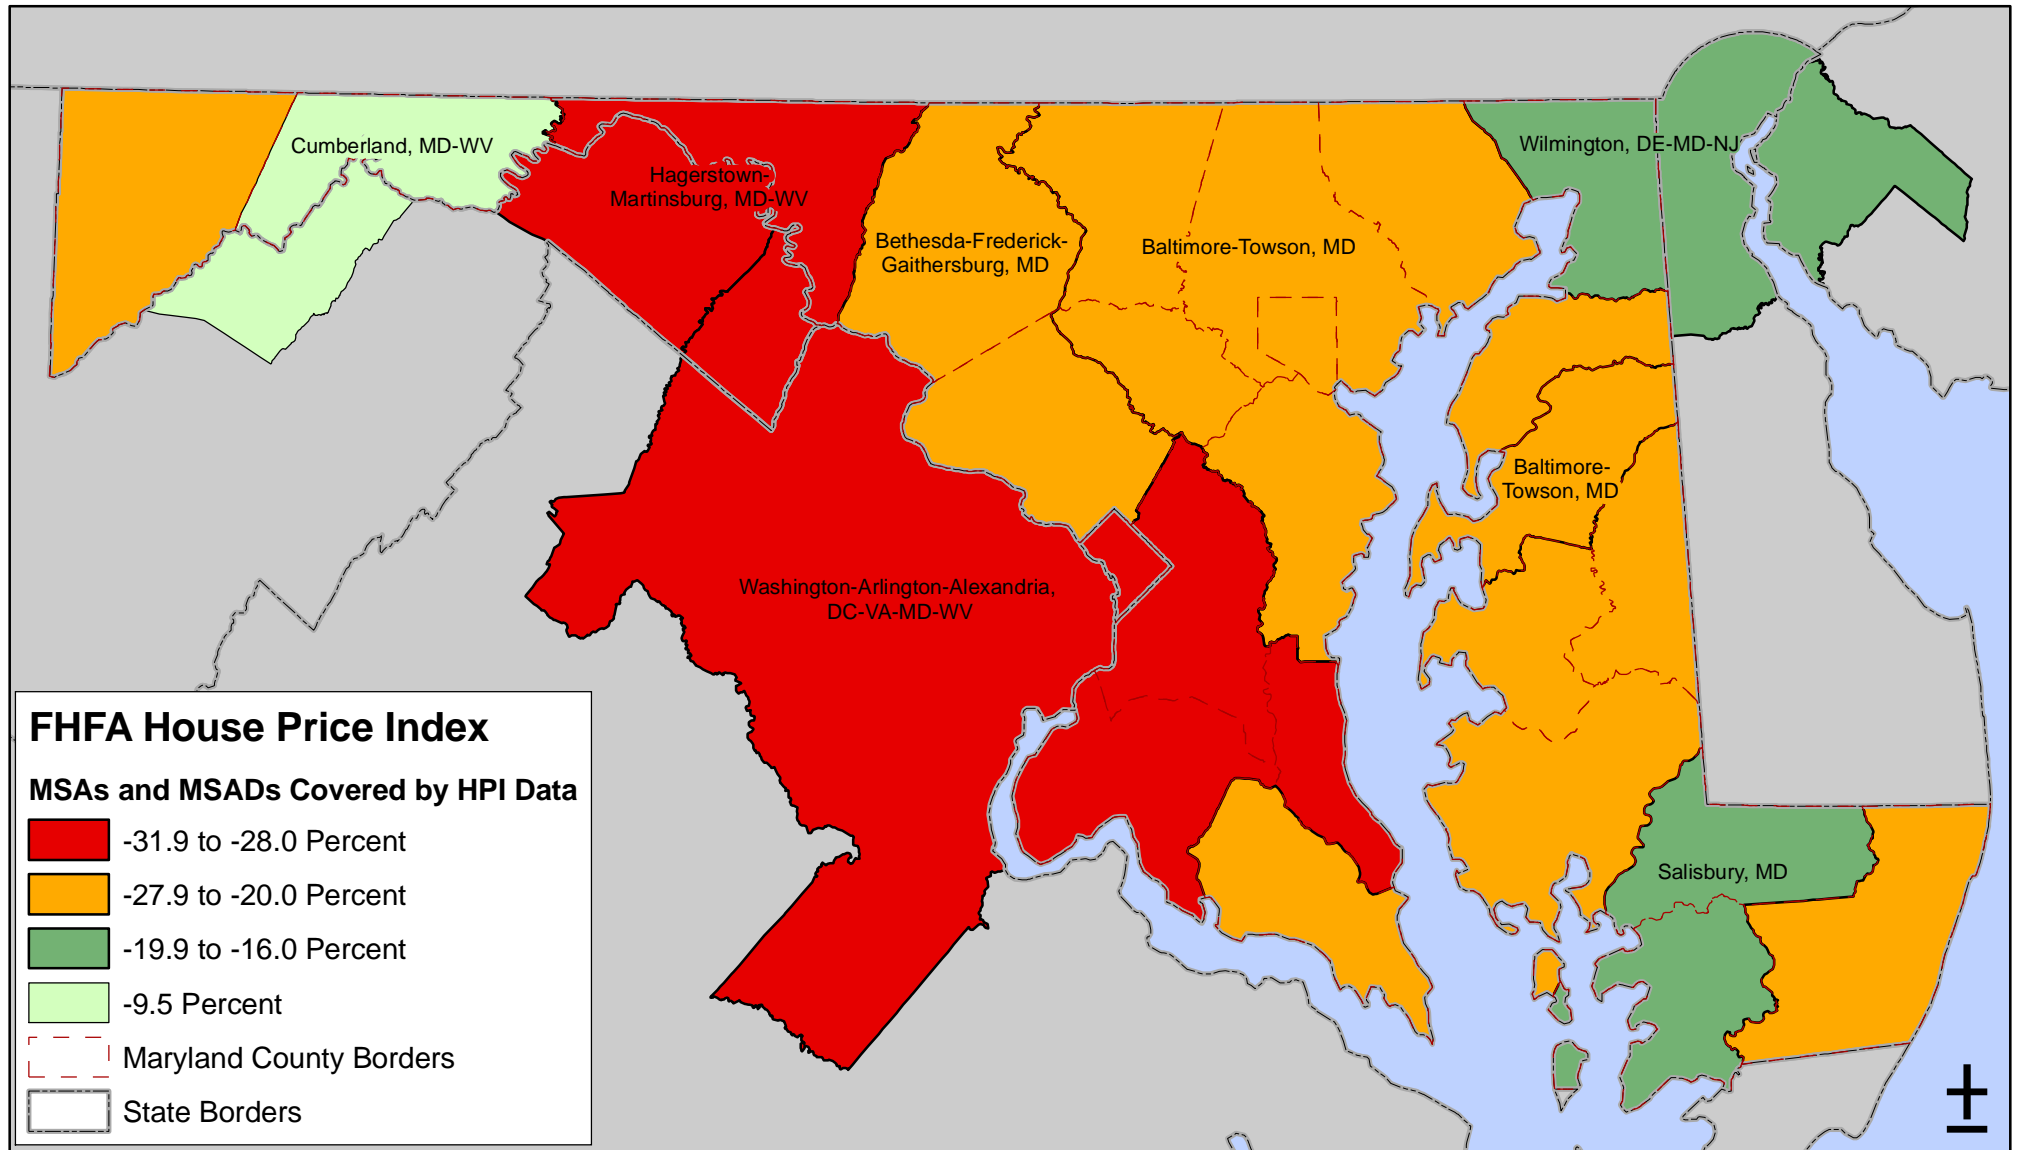 Cumberland, MD-WV
Hagerstown-
Martinsburg, MD-WV
Bethesda-Frederick-
Gaithersburg, MD
Baltimore-Towson, MD
Wilmington, DE-MD-NJ
Baltimore-
Towson, MD
Washington-Arlington-Alexandria,
DC-VA-MD-WV
Salisbury, MD
FHFA House Price Index
MSAs and MSADs Covered by HPI Data
-31.9 to -28.0 Percent
-27.9 to -20.0 Percent
-19.9 to -16.0 Percent
-9.5 Percent
Maryland County Borders
State Borders
±